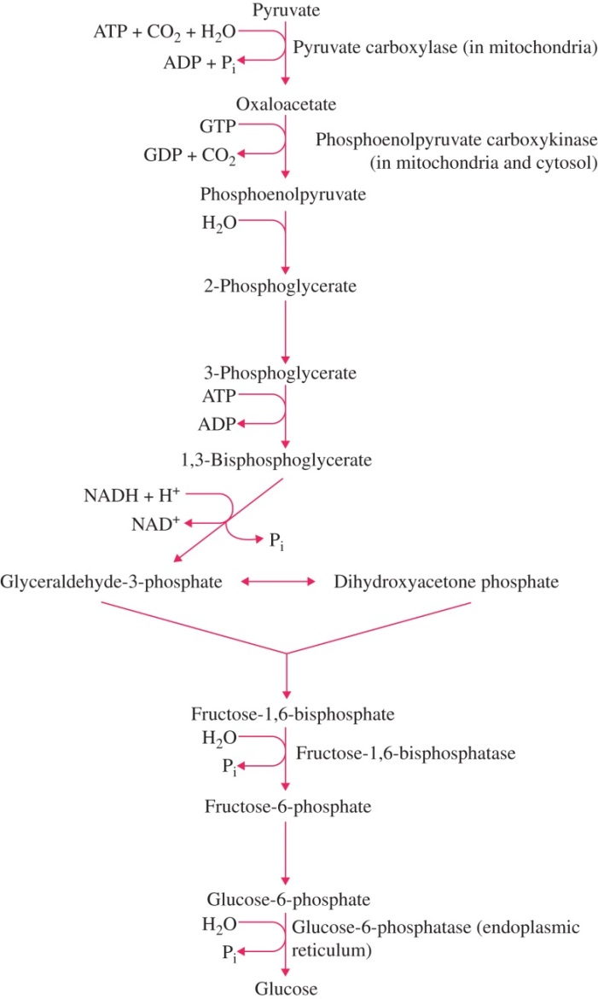 Pyruvate
ATP + CO₂ + H₂O
Pyruvate carboxylase (in mitochondria)
ADP + Pᵢ
Oxaloacetate
GTP
Phosphoenolpyruvate carboxykinase
(in mitochondria and cytosol)
GDP + CO₂
Phosphoenolpyruvate
H₂O
2-Phosphoglycerate
3-Phosphoglycerate
ATP
ADP
1,3-Bisphosphoglycerate
NADH + H⁺
NAD⁺
Pᵢ
Glyceraldehyde-3-phosphate
Dihydroxyacetone phosphate
Fructose-1,6-bisphosphate
H₂O
Fructose-1,6-bisphosphatase
Pᵢ
Fructose-6-phosphate
Glucose-6-phosphate
H₂O
Glucose-6-phosphatase (endoplasmic
reticulum)
Pᵢ
Glucose